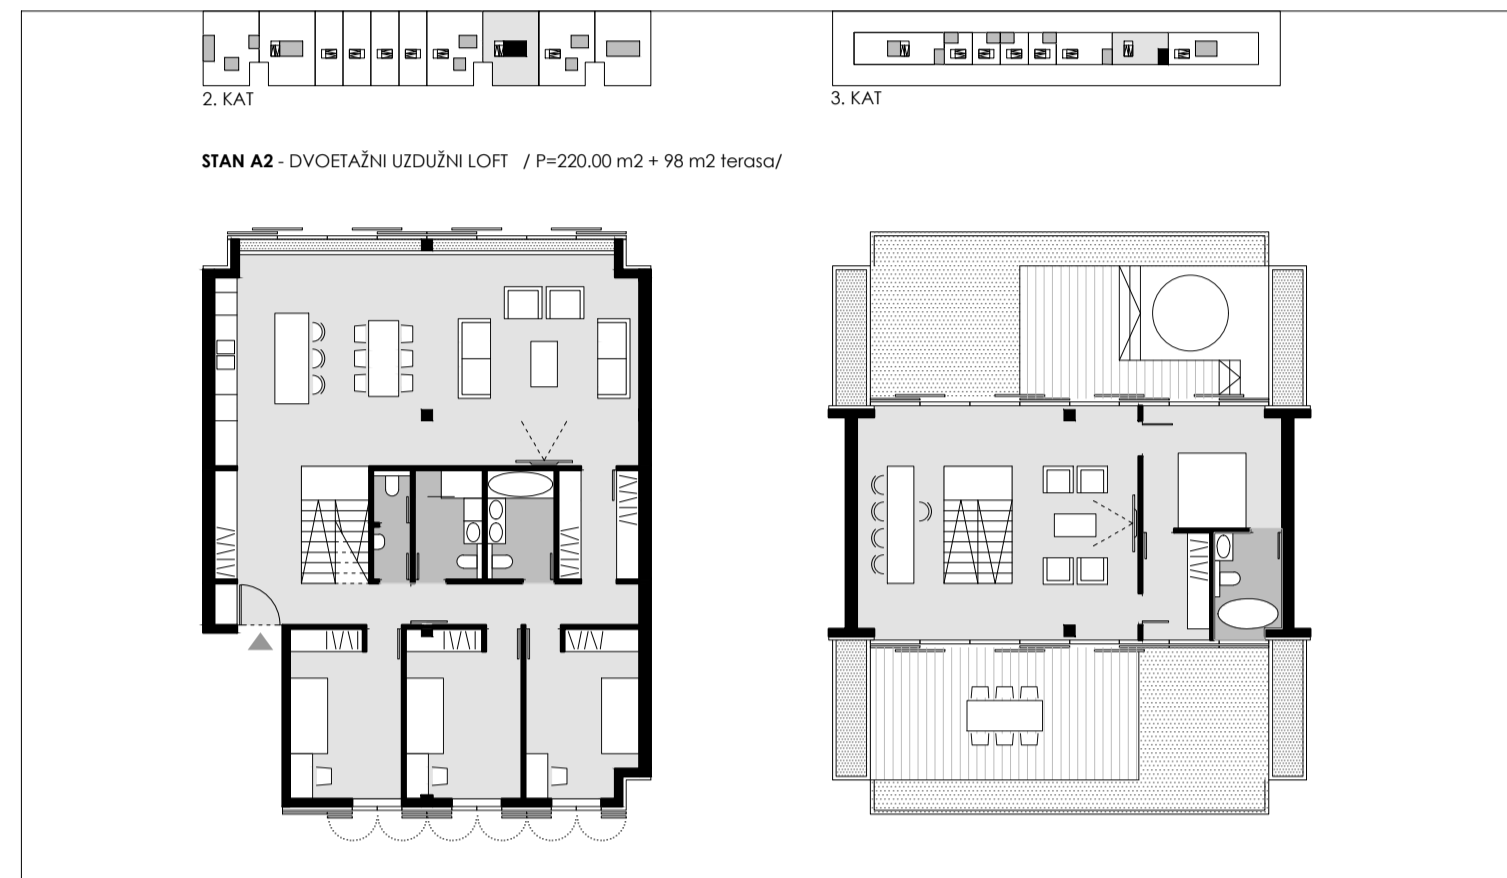 2. KAT
3. KAT
STAN A2 - DVOETAŽNI UZDUŽNI LOFT / P=220.00 m2 + 98 m2 terasa/